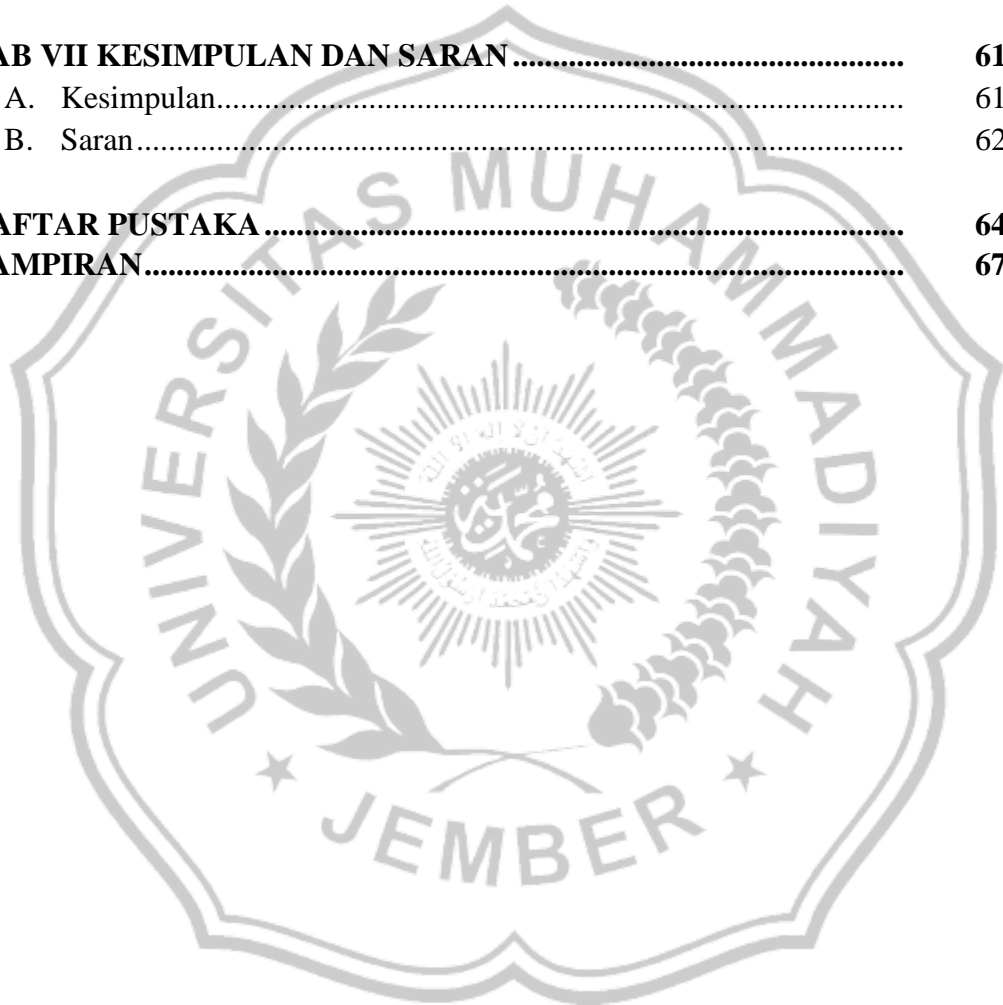 AB VII KESIMPULAN DAN SARAN.......................................................................... 61
A. Kesimpulan.......................................................................... 61
B. Saran.......................................................................... 62
AFTAR PUSTAKA.......................................................................... 64
AMPIRAN.......................................................................... 67
UNIVERSITAS MUHAMMADIYAH
JEMBER